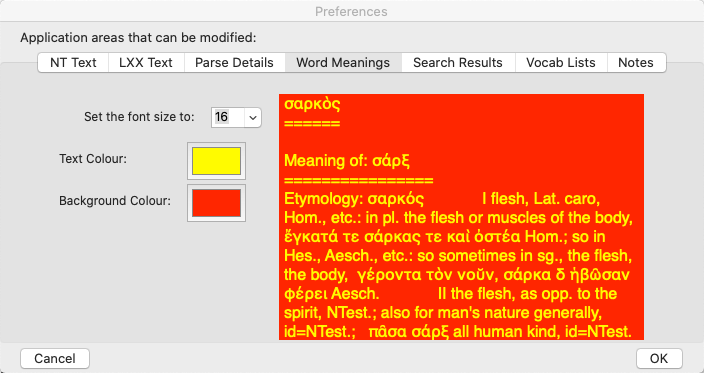 Preferences
Application areas that can be modified:
NT Text LXX Text Parse Details Word Meanings Search Results Vocab Lists Notes
Set the font size to: 16
Text Colour:
Background Colour:
σαρκὸς
======
Meaning of: σάρξ
================
Etymology: σαρκός I flesh, Lat. caro,
Hom., etc.: in pl. the flesh or muscles of the body,
ἔγκατά τε σάρκας τε καὶ ὀστέα Hom.; so in
Hes., Aesch., etc.: so sometimes in sg., the flesh,
the body, γέροντα τὸν νοῦν, σάρκα δ ἡβῶσαν
φέρει Aesch. II the flesh, as opp. to the
spirit, NTest.; also for man's nature generally,
id=NTest.; πᾶσα σάρξ all human kind, id=NTest.
Cancel OK